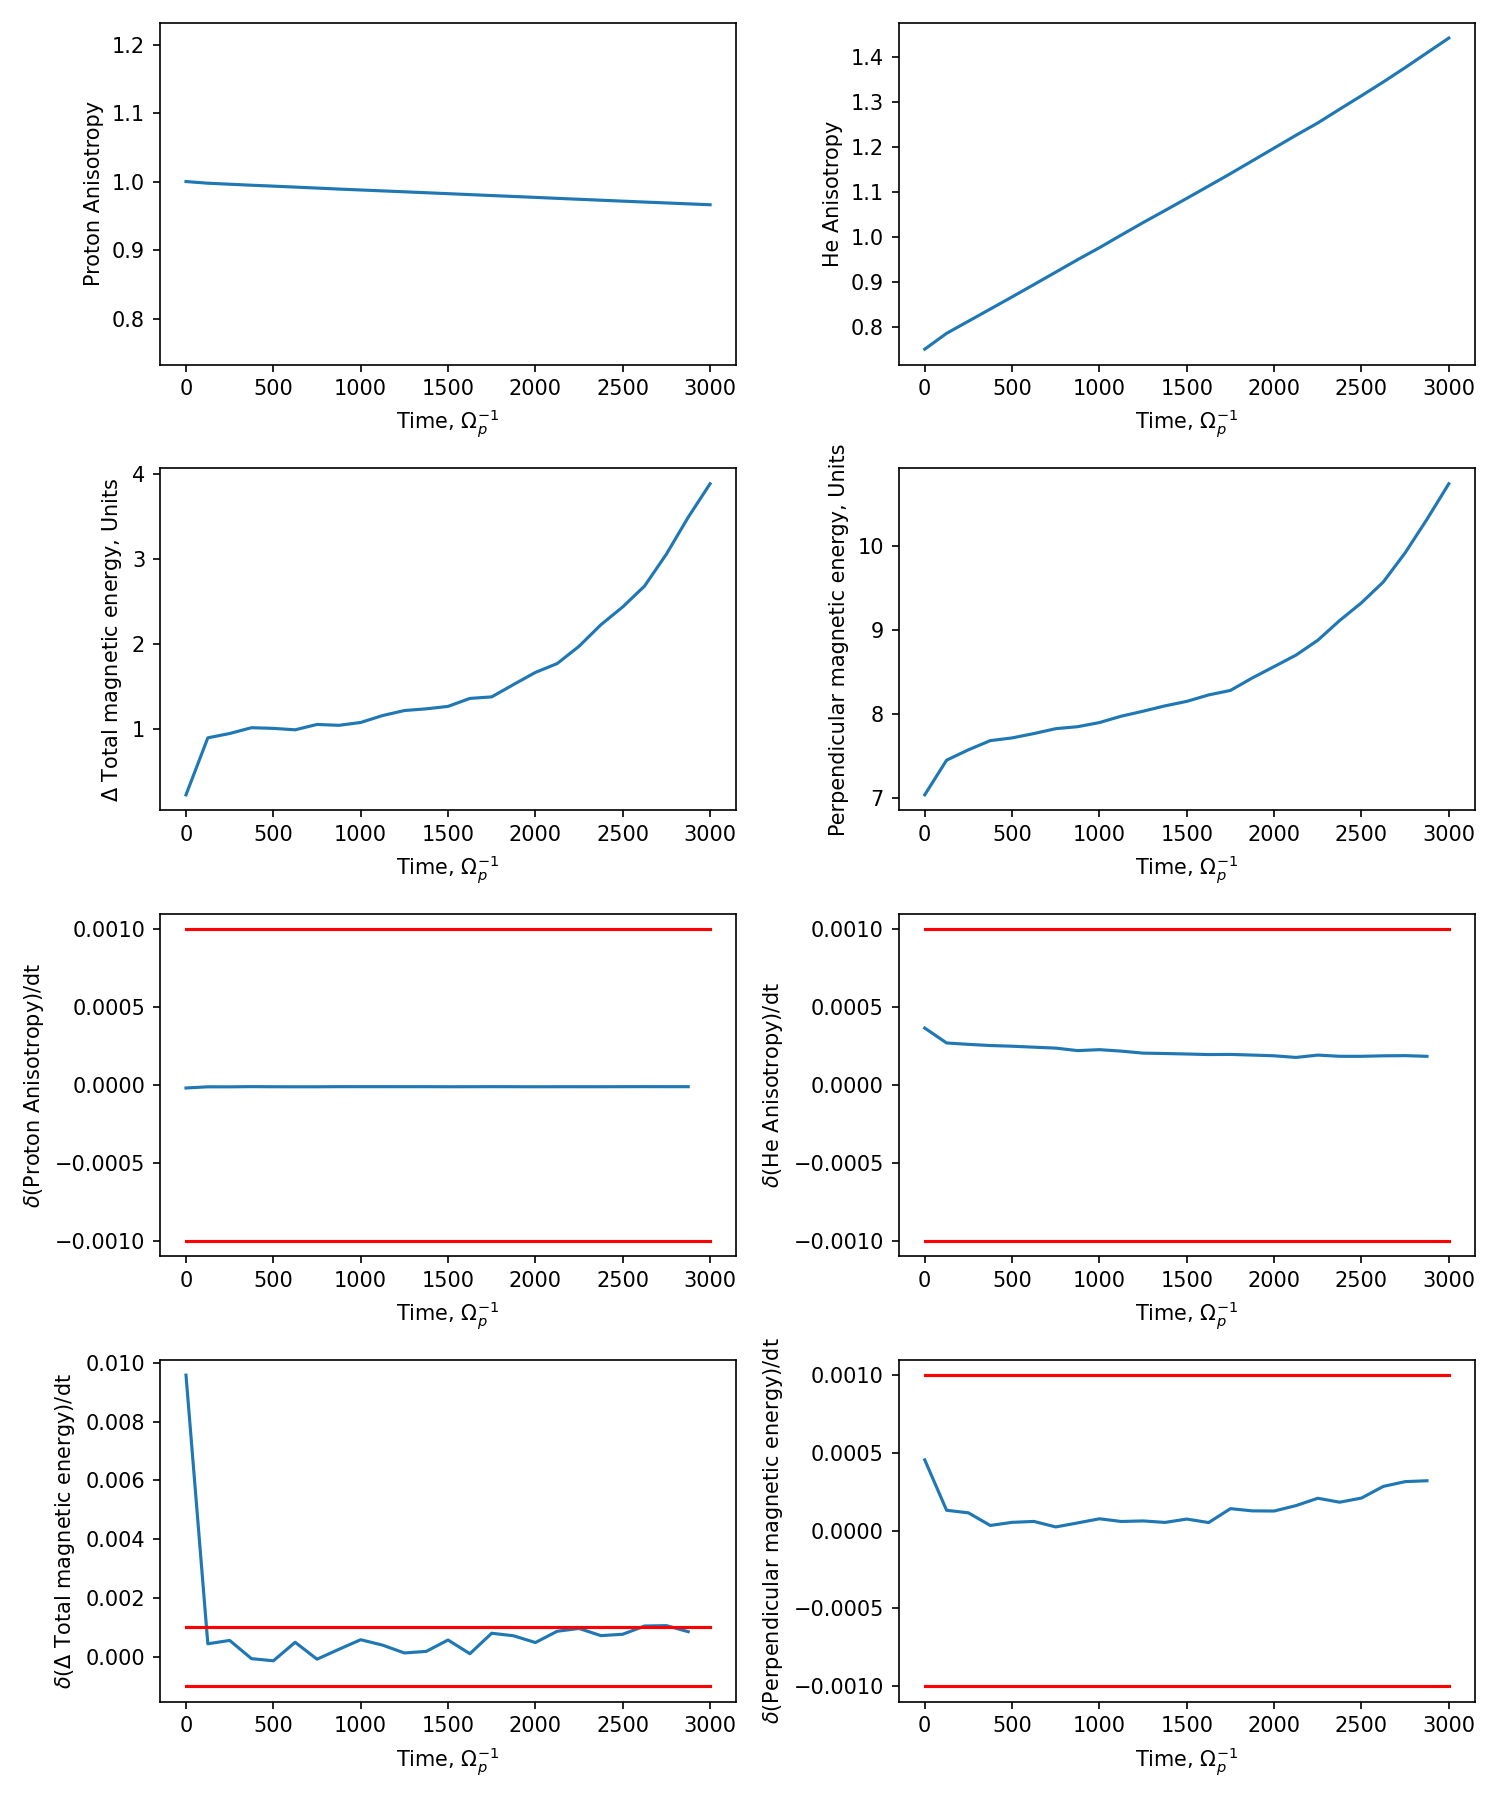 Proton Anisotropy
1.2
1.1
1.0
0.9
0.8
0 500 1000 1500 2000 2500 3000
Time, Ωₚ⁻¹
He Anisotropy
1.4
1.3
1.2
1.1
1.0
0.9
0.8
0 500 1000 1500 2000 2500 3000
Time, Ωₚ⁻¹
Δ Total magnetic energy, Units
4
3
2
1
0 500 1000 1500 2000 2500 3000
Time, Ωₚ⁻¹
Perpendicular magnetic energy, Units
10
9
8
7
0 500 1000 1500 2000 2500 3000
Time, Ωₚ⁻¹
δ(Proton Anisotropy)/dt
0.0010
0.0005
0.0000
−0.0005
−0.0010
0 500 1000 1500 2000 2500 3000
Time, Ωₚ⁻¹
δ(He Anisotropy)/dt
0.0010
0.0005
0.0000
−0.0005
−0.0010
0 500 1000 1500 2000 2500 3000
Time, Ωₚ⁻¹
δ(Δ Total magnetic energy)/dt
0.010
0.008
0.006
0.004
0.002
0.000
0 500 1000 1500 2000 2500 3000
Time, Ωₚ⁻¹
δ(Perpendicular magnetic energy)/dt
0.0010
0.0005
0.0000
−0.0005
−0.0010
0 500 1000 1500 2000 2500 3000
Time, Ωₚ⁻¹